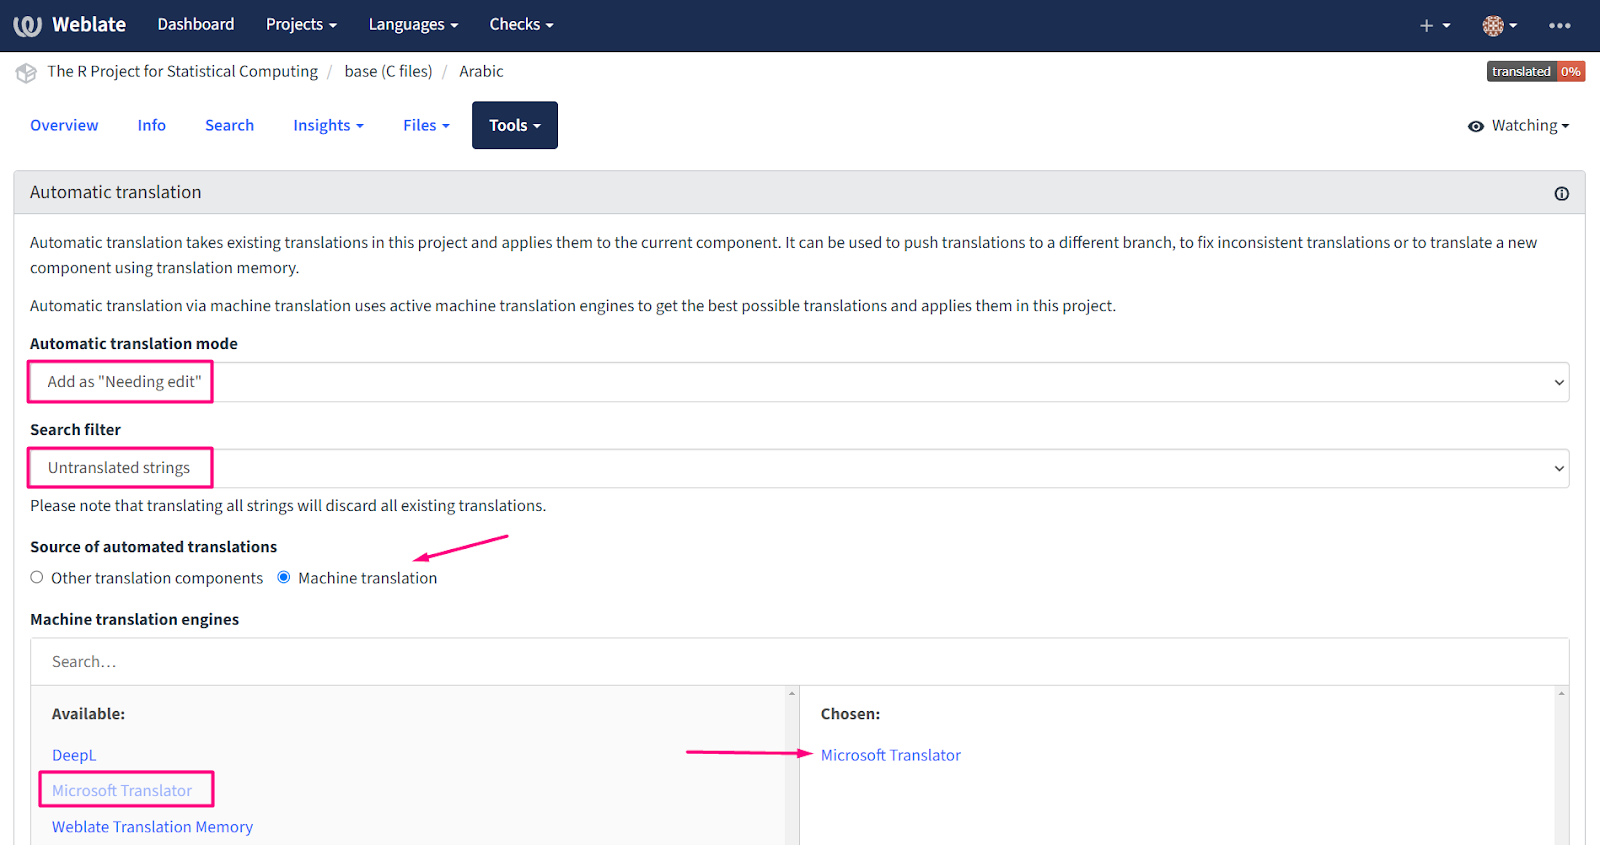 Weblate Dashboard Projects Languages Checks
The R Project for Statistical Computing / base (C files) / Arabic translated 0%
Overview Info Search Insights Files Tools Watching
Automatic translation
Automatic translation takes existing translations in this project and applies them to the current component. It can be used to push translations to a different branch, to fix inconsistent translations or to translate a new
component using translation memory.
Automatic translation via machine translation uses active machine translation engines to get the best possible translations and applies them in this project.
Automatic translation mode
Add as "Needing edit"
Search filter
Untranslated strings
Please note that translating all strings will discard all existing translations.
Source of automated translations
Other translation components Machine translation
Machine translation engines
Search…
Available:
DeepL
Microsoft Translator
Weblate Translation Memory
Chosen:
Microsoft Translator